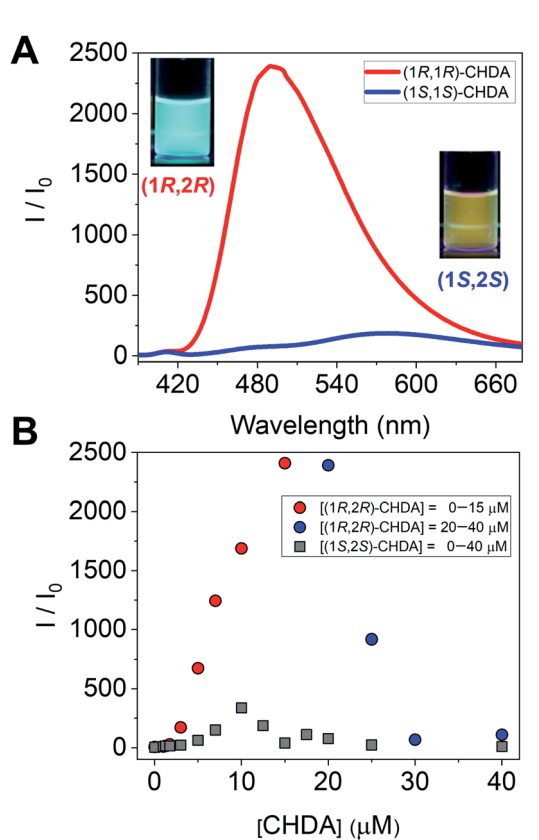 A
2500
2000
1500
1000
500
0
I / I0
(1R,1R)-CHDA
(1S,1S)-CHDA
(1R,2R)
(1S,2S)
420 480 540 600 660
Wavelength (nm)
B
2500
2000
1500
1000
500
0
I / I0
[(1R,2R)-CHDA] = 0–15 μM
[(1R,2R)-CHDA] = 20–40 μM
[(1S,2S)-CHDA] = 0–40 μM
0 10 20 30 40
[CHDA] (μM)